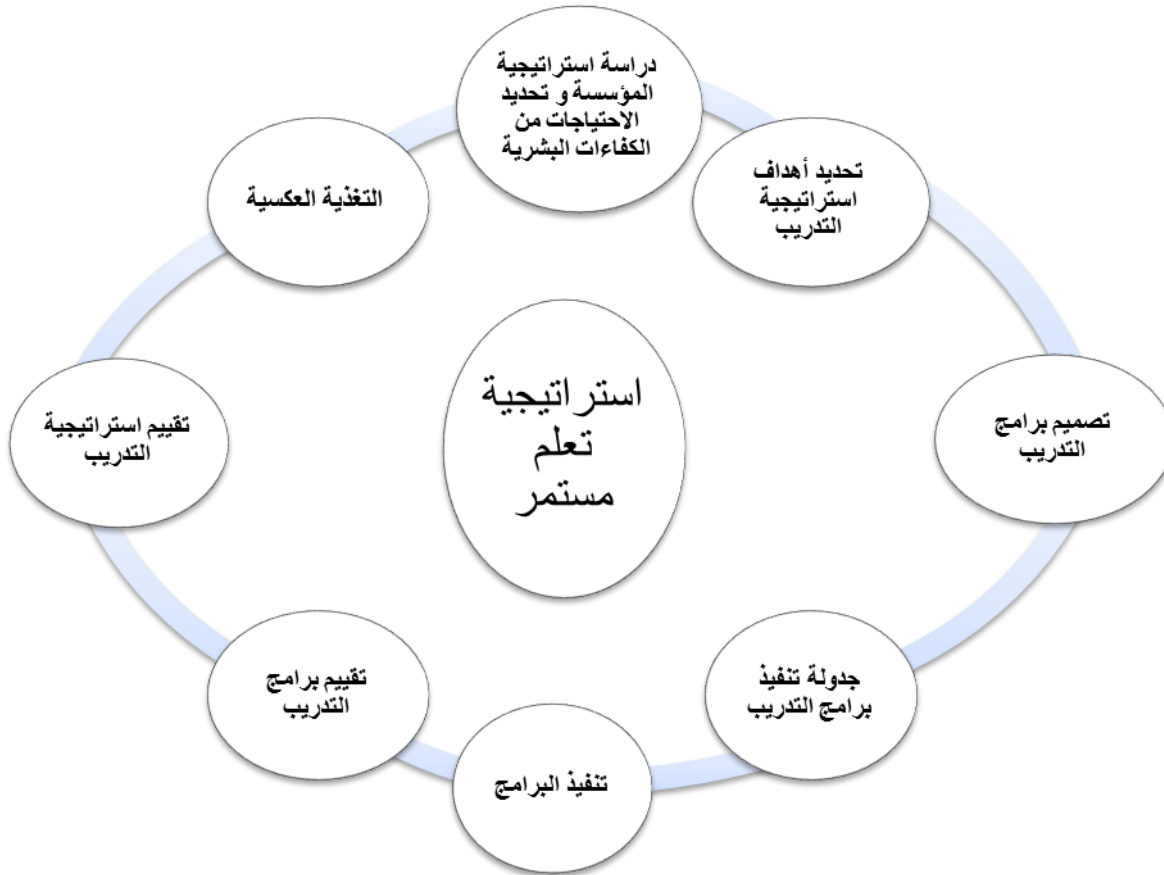 دراسة استراتيجية
المؤسسة و تحديد
الاحتياجات من
الكفاءات البشرية
تحديد أهداف
استراتيجية
التدريب
تصميم برامج
التدريب
جدولة تنفيذ
برامج التدريب
تنفيذ البرامج
تقييم برامج
التدريب
تقييم استراتيجية
التدريب
التغذية العكسية
استراتيجية
تعلم
مستمر